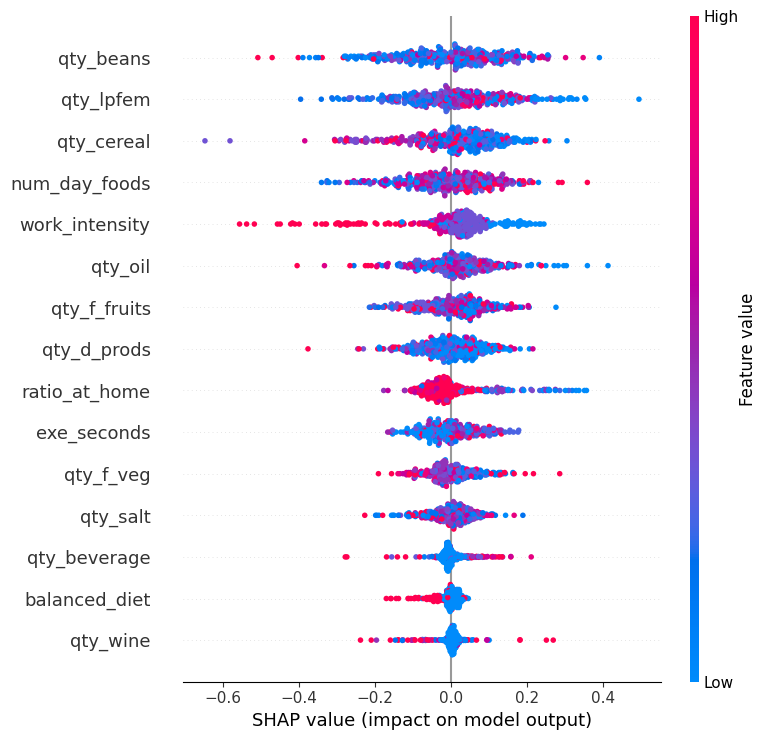 High
qty_beans
qty_lpfem
qty_cereal
num_day_foods
work_intensity
qty_oil
qty_f_fruits
qty_d_prods
ratio_at_home
exe_seconds
qty_f_veg
qty_salt
qty_beverage
balanced_diet
qty_wine
Feature value
Low
−0.6 −0.4 −0.2 0.0 0.2 0.4
SHAP value (impact on model output)